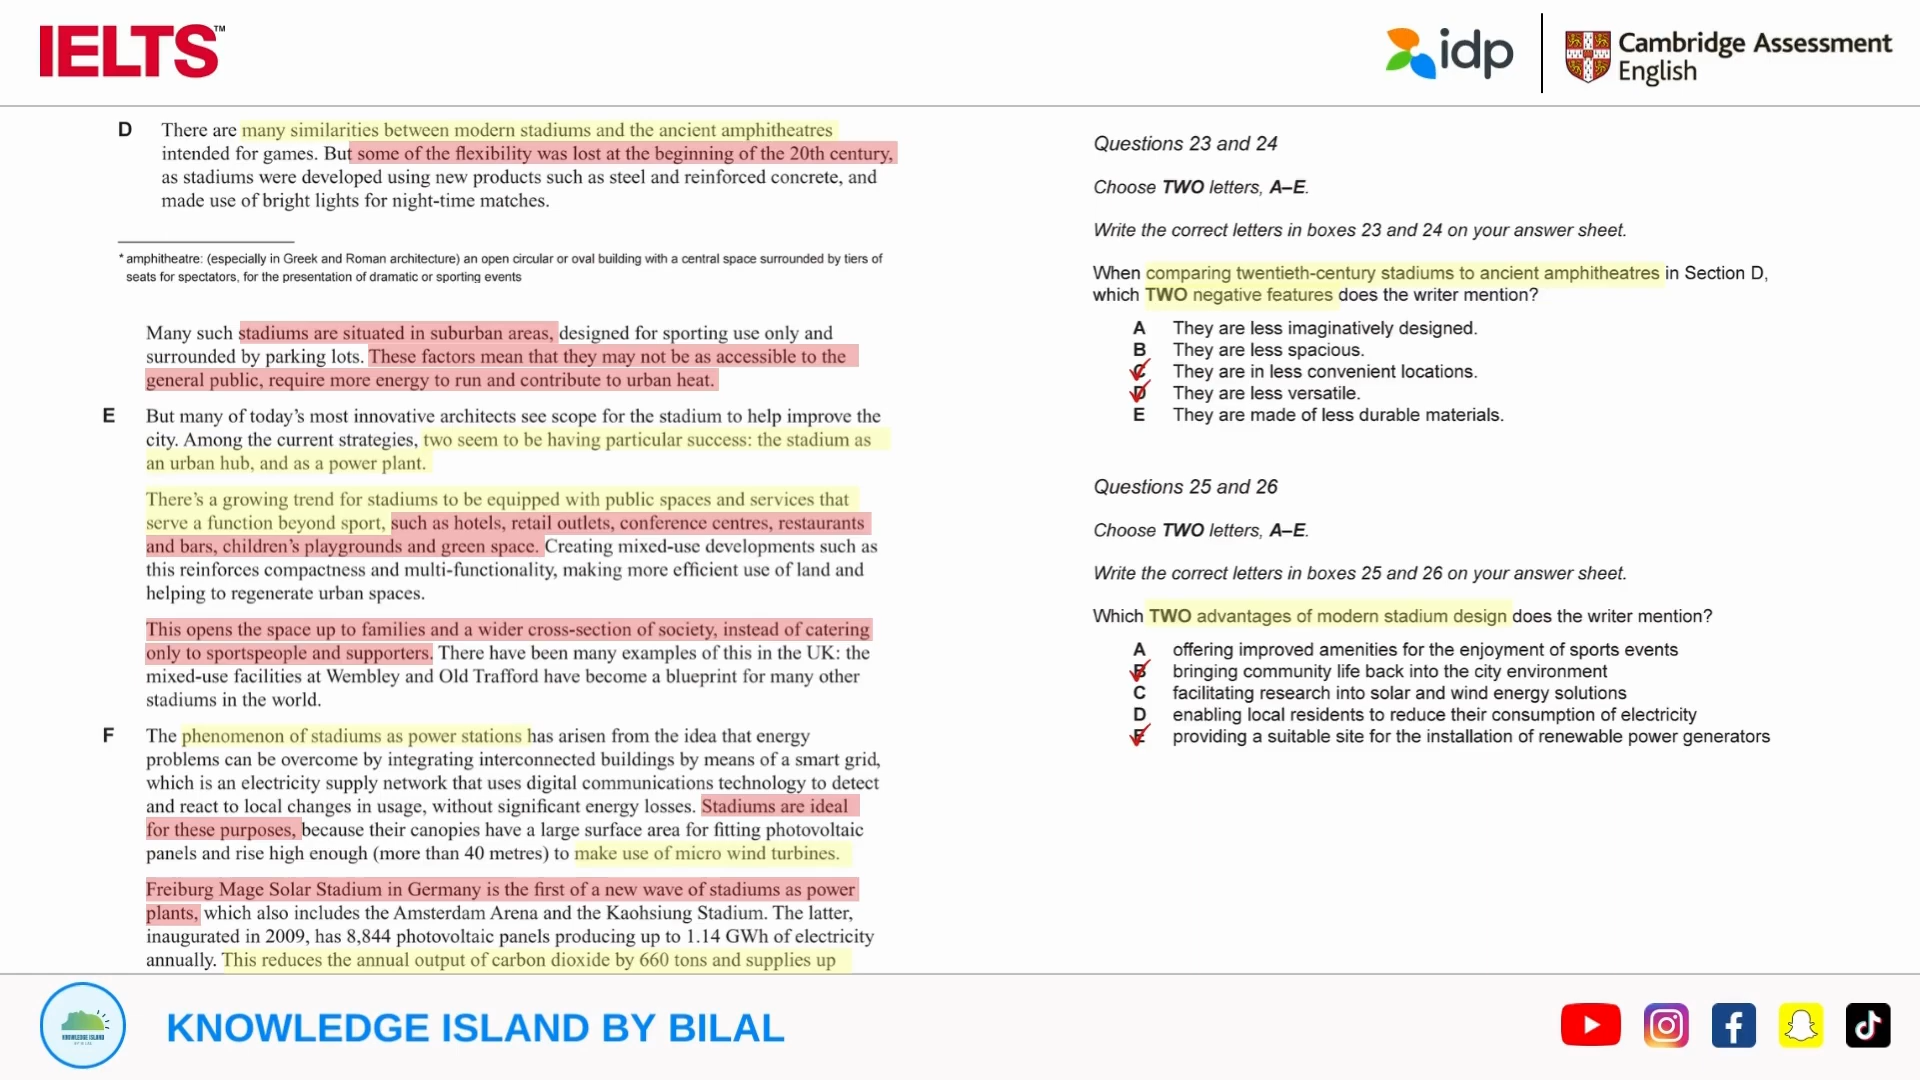 IELTS™
idp
Cambridge Assessment
English
D There are many similarities between modern stadiums and the ancient amphitheatres
intended for games. But some of the flexibility was lost at the beginning of the 20th century,
as stadiums were developed using new products such as steel and reinforced concrete, and
made use of bright lights for night-time matches.
* amphitheatre: (especially in Greek and Roman architecture) an open circular or oval building with a central space surrounded by tiers of
seats for spectators, for the presentation of dramatic or sporting events
Many such stadiums are situated in suburban areas, designed for sporting use only and
surrounded by parking lots. These factors mean that they may not be as accessible to the
general public, require more energy to run and contribute to urban heat.
E But many of today's most innovative architects see scope for the stadium to help improve the
city. Among the current strategies, two seem to be having particular success: the stadium as
an urban hub, and as a power plant.
There's a growing trend for stadiums to be equipped with public spaces and services that
serve a function beyond sport, such as hotels, retail outlets, conference centres, restaurants
and bars, children's playgrounds and green space. Creating mixed-use developments such as
this reinforces compactness and multi-functionality, making more efficient use of land and
helping to regenerate urban spaces.
This opens the space up to families and a wider cross-section of society, instead of catering
only to sportspeople and supporters. There have been many examples of this in the UK: the
mixed-use facilities at Wembley and Old Trafford have become a blueprint for many other
stadiums in the world.
F The phenomenon of stadiums as power stations has arisen from the idea that energy
problems can be overcome by integrating interconnected buildings by means of a smart grid,
which is an electricity supply network that uses digital communications technology to detect
and react to local changes in usage, without significant energy losses. Stadiums are ideal
for these purposes, because their canopies have a large surface area for fitting photovoltaic
panels and rise high enough (more than 40 metres) to make use of micro wind turbines.
Freiburg Mage Solar Stadium in Germany is the first of a new wave of stadiums as power
plants, which also includes the Amsterdam Arena and the Kaohsiung Stadium. The latter,
inaugurated in 2009, has 8,844 photovoltaic panels producing up to 1.14 GWh of electricity
annually. This reduces the annual output of carbon dioxide by 660 tons and supplies up
Questions 23 and 24
Choose TWO letters, A–E.
Write the correct letters in boxes 23 and 24 on your answer sheet.
When comparing twentieth-century stadiums to ancient amphitheatres in Section D,
which TWO negative features does the writer mention?
A They are less imaginatively designed.
B They are less spacious.
C They are in less convenient locations.
D They are less versatile.
E They are made of less durable materials.
Questions 25 and 26
Choose TWO letters, A–E.
Write the correct letters in boxes 25 and 26 on your answer sheet.
Which TWO advantages of modern stadium design does the writer mention?
A offering improved amenities for the enjoyment of sports events
B bringing community life back into the city environment
C facilitating research into solar and wind energy solutions
D enabling local residents to reduce their consumption of electricity
E providing a suitable site for the installation of renewable power generators
KNOWLEDGE ISLAND
KNOWLEDGE ISLAND BY BILAL